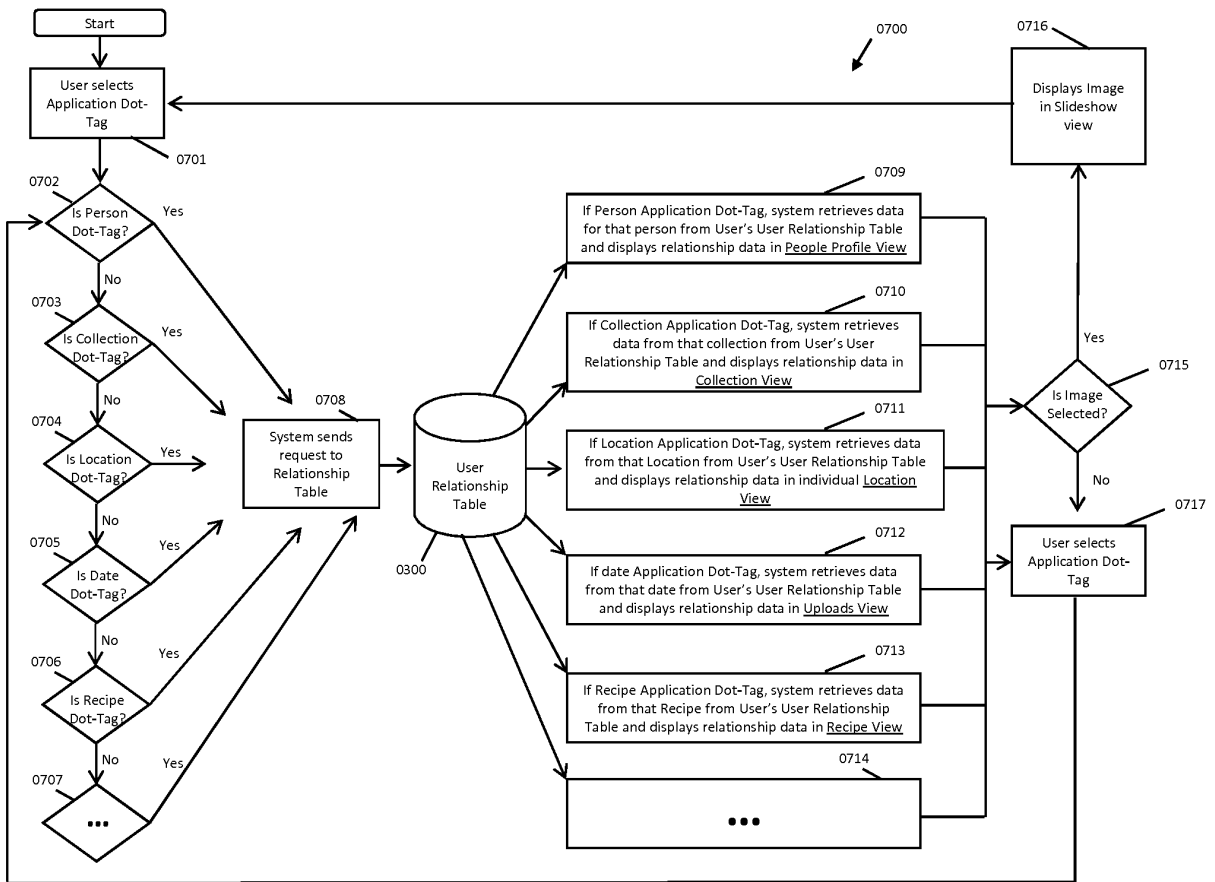 Start
0700
0716
User selects
Application Dot-
Tag
0701
Displays Image
in Slideshow
view
0702
Is Person
Dot-Tag?
Yes
No
0703
Is Collection
Dot-Tag?
Yes
No
0704
Is Location
Dot-Tag?
Yes
No
0705
Is Date
Dot-Tag?
Yes
No
0706
Is Recipe
Dot-Tag?
Yes
No
0707
...
Yes
0708
System sends
request to
Relationship
Table
User
Relationship
Table
0300
0709
If Person Application Dot-Tag, system retrieves data
for that person from User's User Relationship Table
and displays relationship data in People Profile View
0710
If Collection Application Dot-Tag, system retrieves
data from that collection from User's User
Relationship Table and displays relationship data in
Collection View
0711
If Location Application Dot-Tag, system retrieves data
from that Location from User's User Relationship Table
and displays relationship data in individual Location
View
0712
If date Application Dot-Tag, system retrieves data
from that date from User's User Relationship Table
and displays relationship data in Uploads View
0713
If Recipe Application Dot-Tag, system retrieves data
from that Recipe from User's User Relationship
Table and displays relationship data in Recipe View
0714
...
Yes
0715
Is Image
Selected?
No
0717
User selects
Application Dot-
Tag